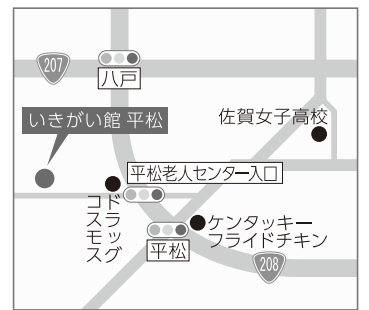 207
八戸
いきがい館 平松
佐賀女子高校
平松老人センター入口
ドラッグ
コスモス
ケンタッキー
フライドチキン
平松
208